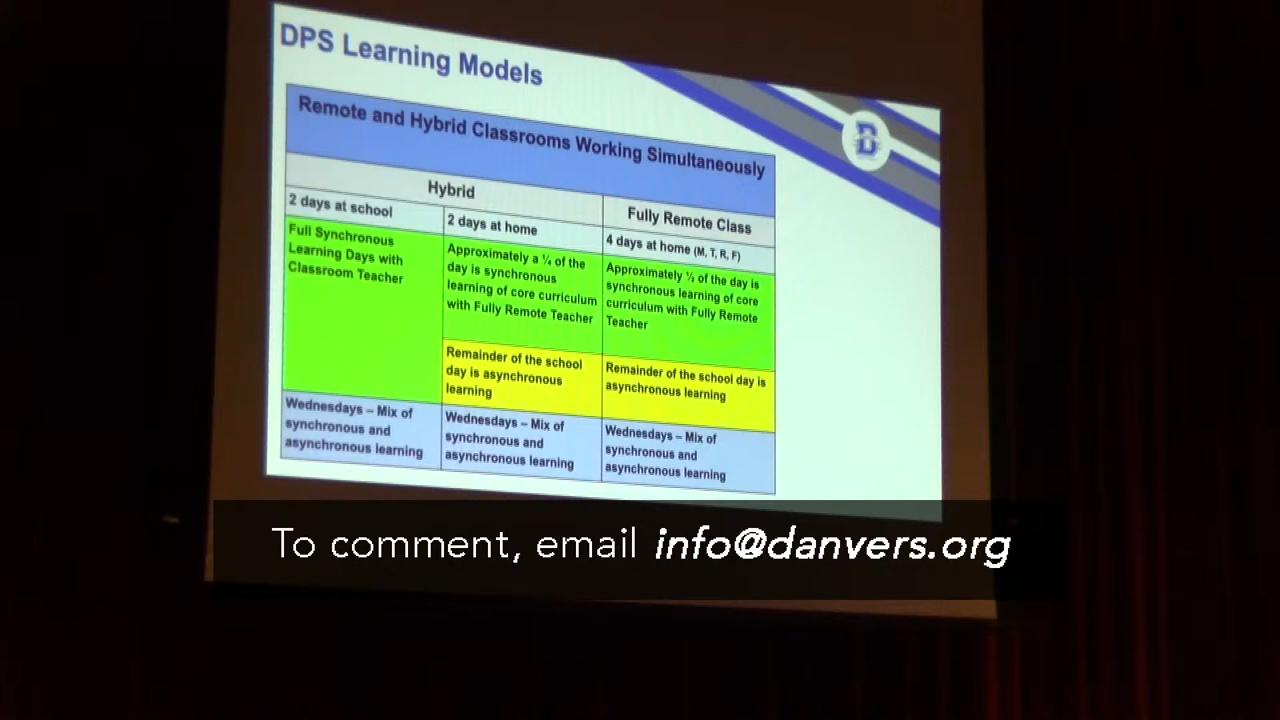 DPS Learning Models
Remote and Hybrid Classrooms Working Simultaneously
Hybrid
Fully Remote Class
2 days at school
2 days at home
4 days at home (M, T, R, F)
Full Synchronous
Learning Days with
Classroom Teacher
Approximately a ¼ of the
day is synchronous
learning of core curriculum
with Fully Remote Teacher
Approximately ½ of the day is
synchronous learning of core
curriculum with Fully Remote
Teacher
Remainder of the school
day is asynchronous
learning
Remainder of the school day is
asynchronous learning
Wednesdays – Mix of
synchronous and
asynchronous learning
Wednesdays – Mix of
synchronous and
asynchronous learning
Wednesdays – Mix of
synchronous and
asynchronous learning
D
To comment, email info@danvers.org